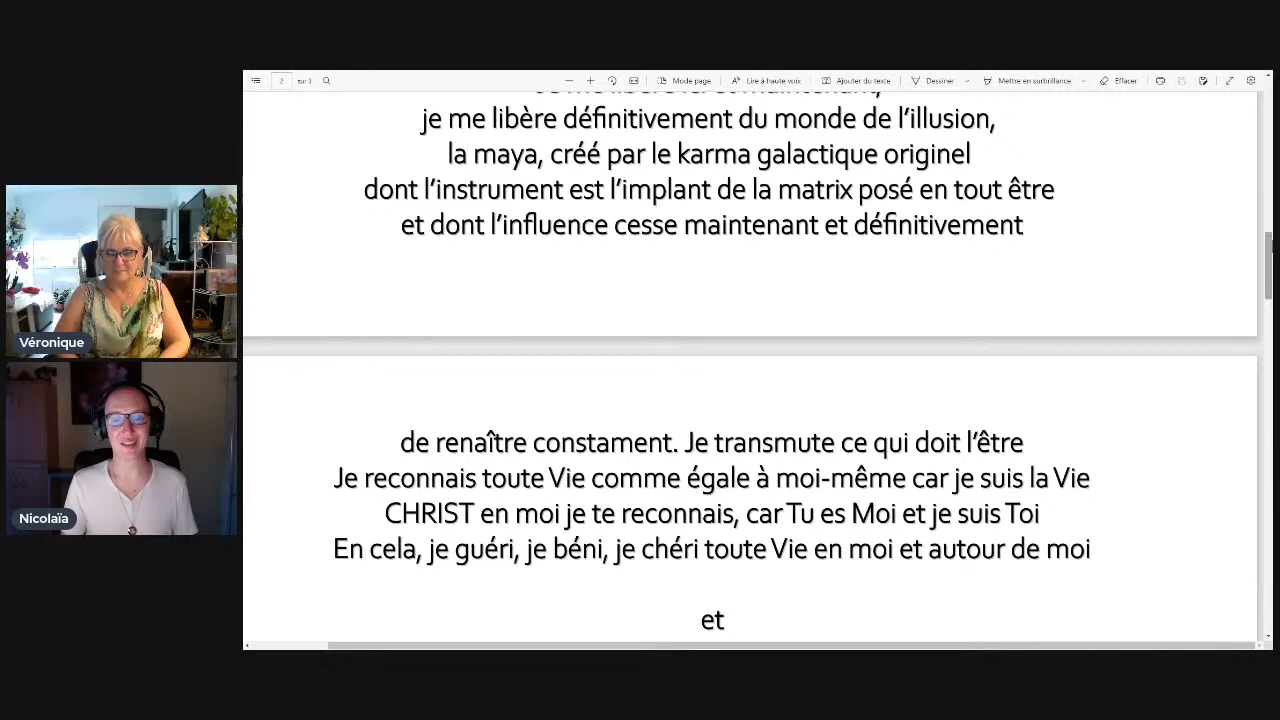 2 sur 3
Mode page
Lire à haute voix
Ajouter du texte
Dessiner
Mettre en surbrillance
Effacer
je me libère définitivement du monde de l'illusion,
la maya, créé par le karma galactique originel
dont l'instrument est l'implant de la matrix posé en tout être
et dont l'influence cesse maintenant et définitivement
de renaître constament. Je transmute ce qui doit l'être
Je reconnais toute Vie comme égale à moi-même car je suis la Vie
CHRIST en moi je te reconnais, car Tu es Moi et je suis Toi
En cela, je guéri, je béni, je chéri toute Vie en moi et autour de moi
et
Véronique
Nicolaïa